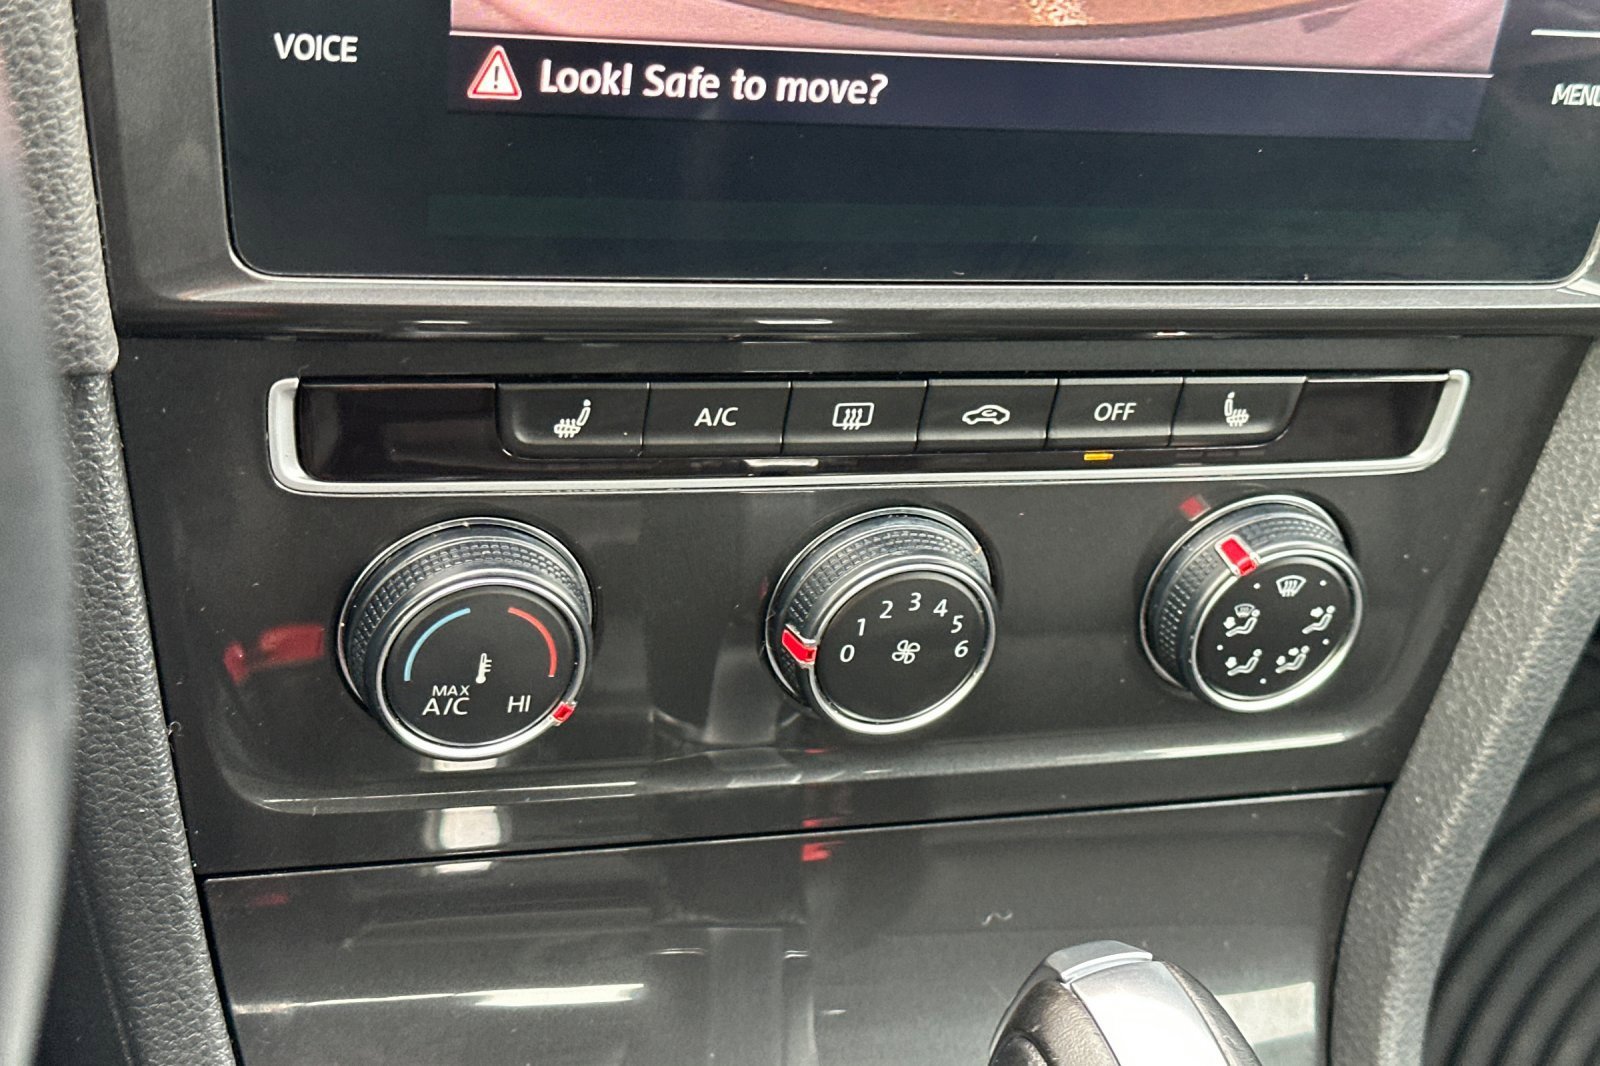 VOICE
Look! Safe to move?
MENU
A/C
OFF
MAX
A/C
HI
0 1 2 3 4 5 6